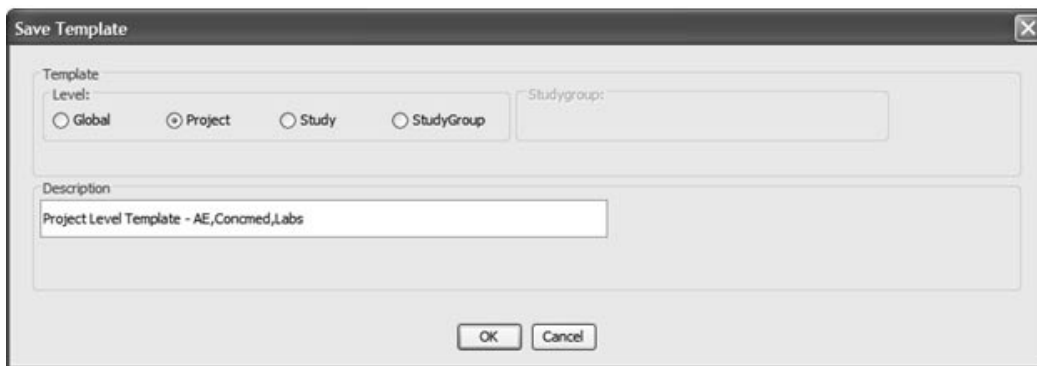 Save Template
Template
Level:
Studygroup:
Global Project Study StudyGroup
Description
Project Level Template - AE,Concmed,Labs
OK Cancel